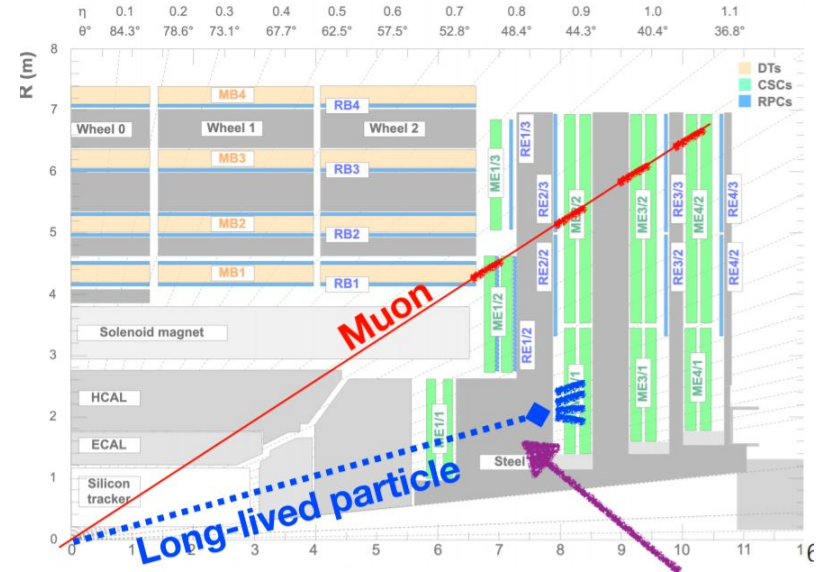 η 0.1 0.2 0.3 0.4 0.5 0.6 0.7 0.8 0.9 1.0 1.1
θ° 84.3° 78.6° 73.1° 67.7° 62.5° 57.5° 52.8° 48.4° 44.3° 40.4° 36.8°
R (m)
8
7
6
5
4
3
2
1
0
DTs
CSCs
RPCs
MB4
RB4
Wheel 0
Wheel 1
Wheel 2
MB3
RB3
MB2
RB2
MB1
RB1
Solenoid magnet
HCAL
ECAL
Silicon
tracker
Steel
ME1/3
RE1/3
RE2/3
RE3/3
ME4/2
RE4/3
ME3/2
ME1/2
RE1/2
RE2/2
RE3/2
RE4/2
ME1/1
ME3/1
ME4/1
Muon
Long-lived particle
0 1 2 3 4 5 6 7 8 9 10 11 12
6